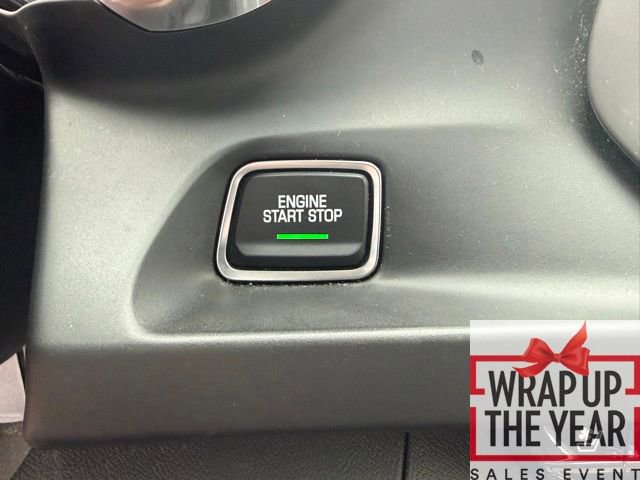 ENGINE
START STOP
WRAP UP
THE YEAR
SALES EVENT